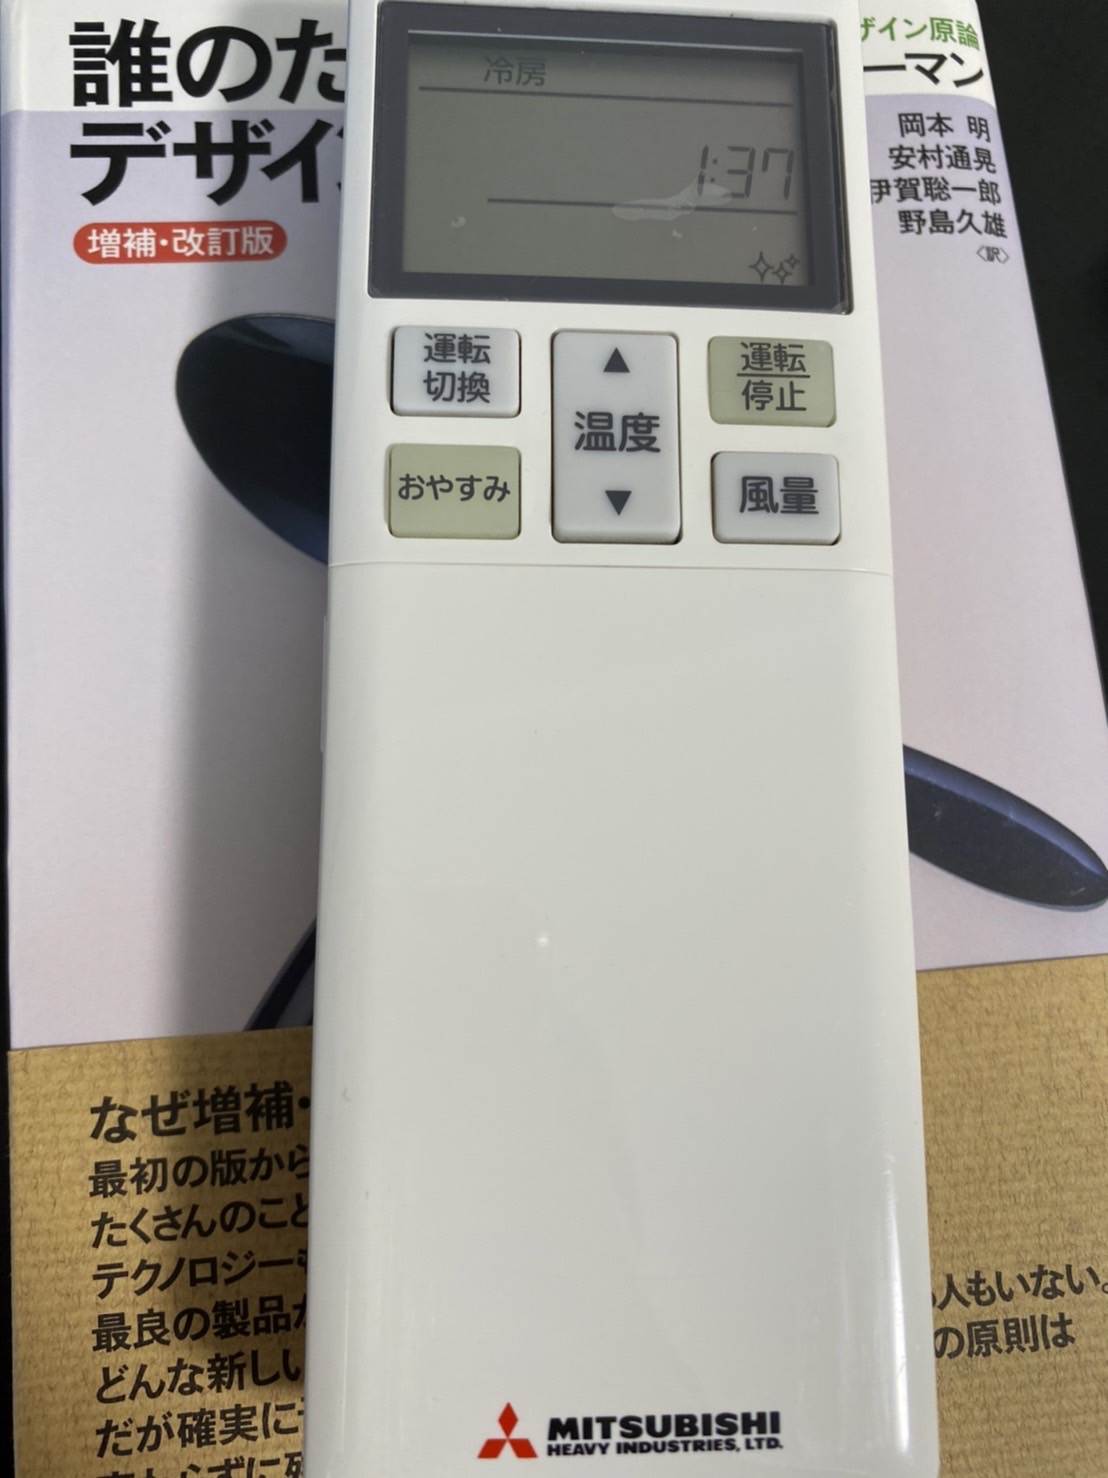 誰のた
デザイ
増補・改訂版
ザイン原論
ーマン
岡本 明
安村通晃
伊賀聡一郎
野島久雄
〈訳〉
冷房
1:37
運転
切換
▲
温度
▼
運転
停止
おやすみ
風量
なぜ増補・
最初の版から
たくさんのこと
テクノロジー
最良の製品
どんな新しい
だが確実に
人もいない。
の原則は
MITSUBISHI
HEAVY INDUSTRIES, LTD.